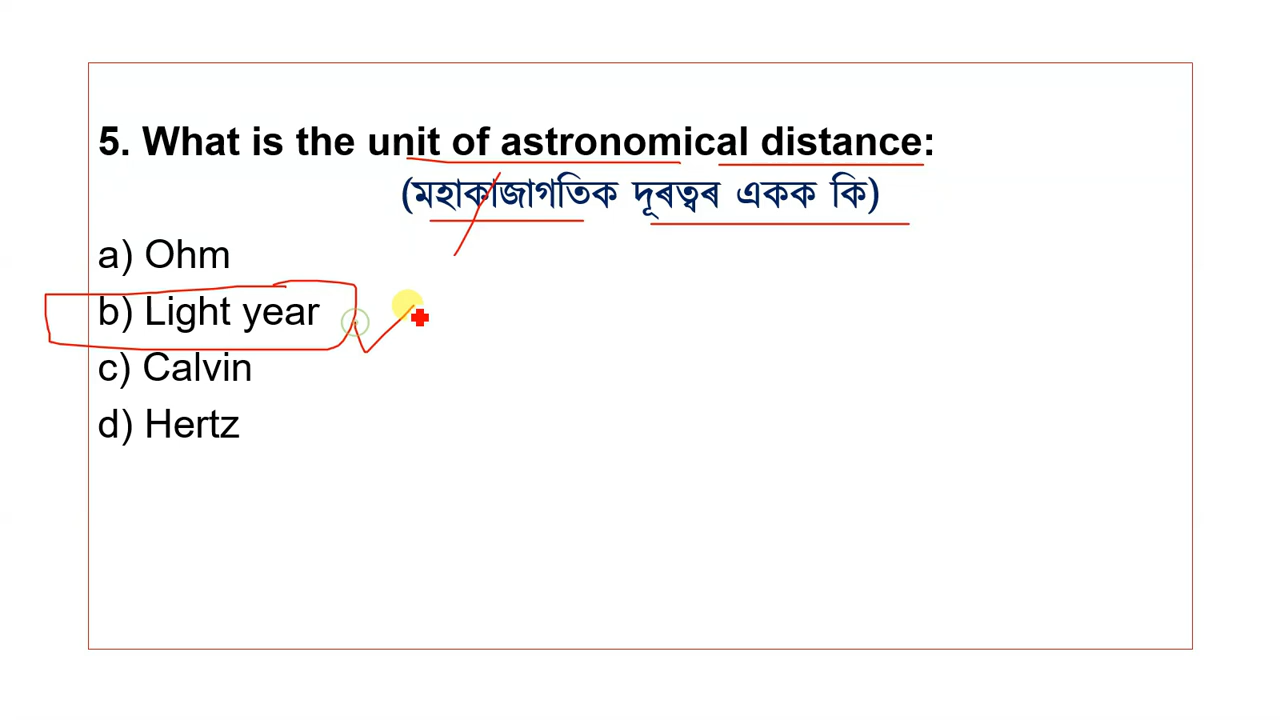 5. What is the unit of astronomical distance:
(মহাকাজাগতিক দূৰত্বৰ একক কি)
a) Ohm
b) Light year
c) Calvin
d) Hertz